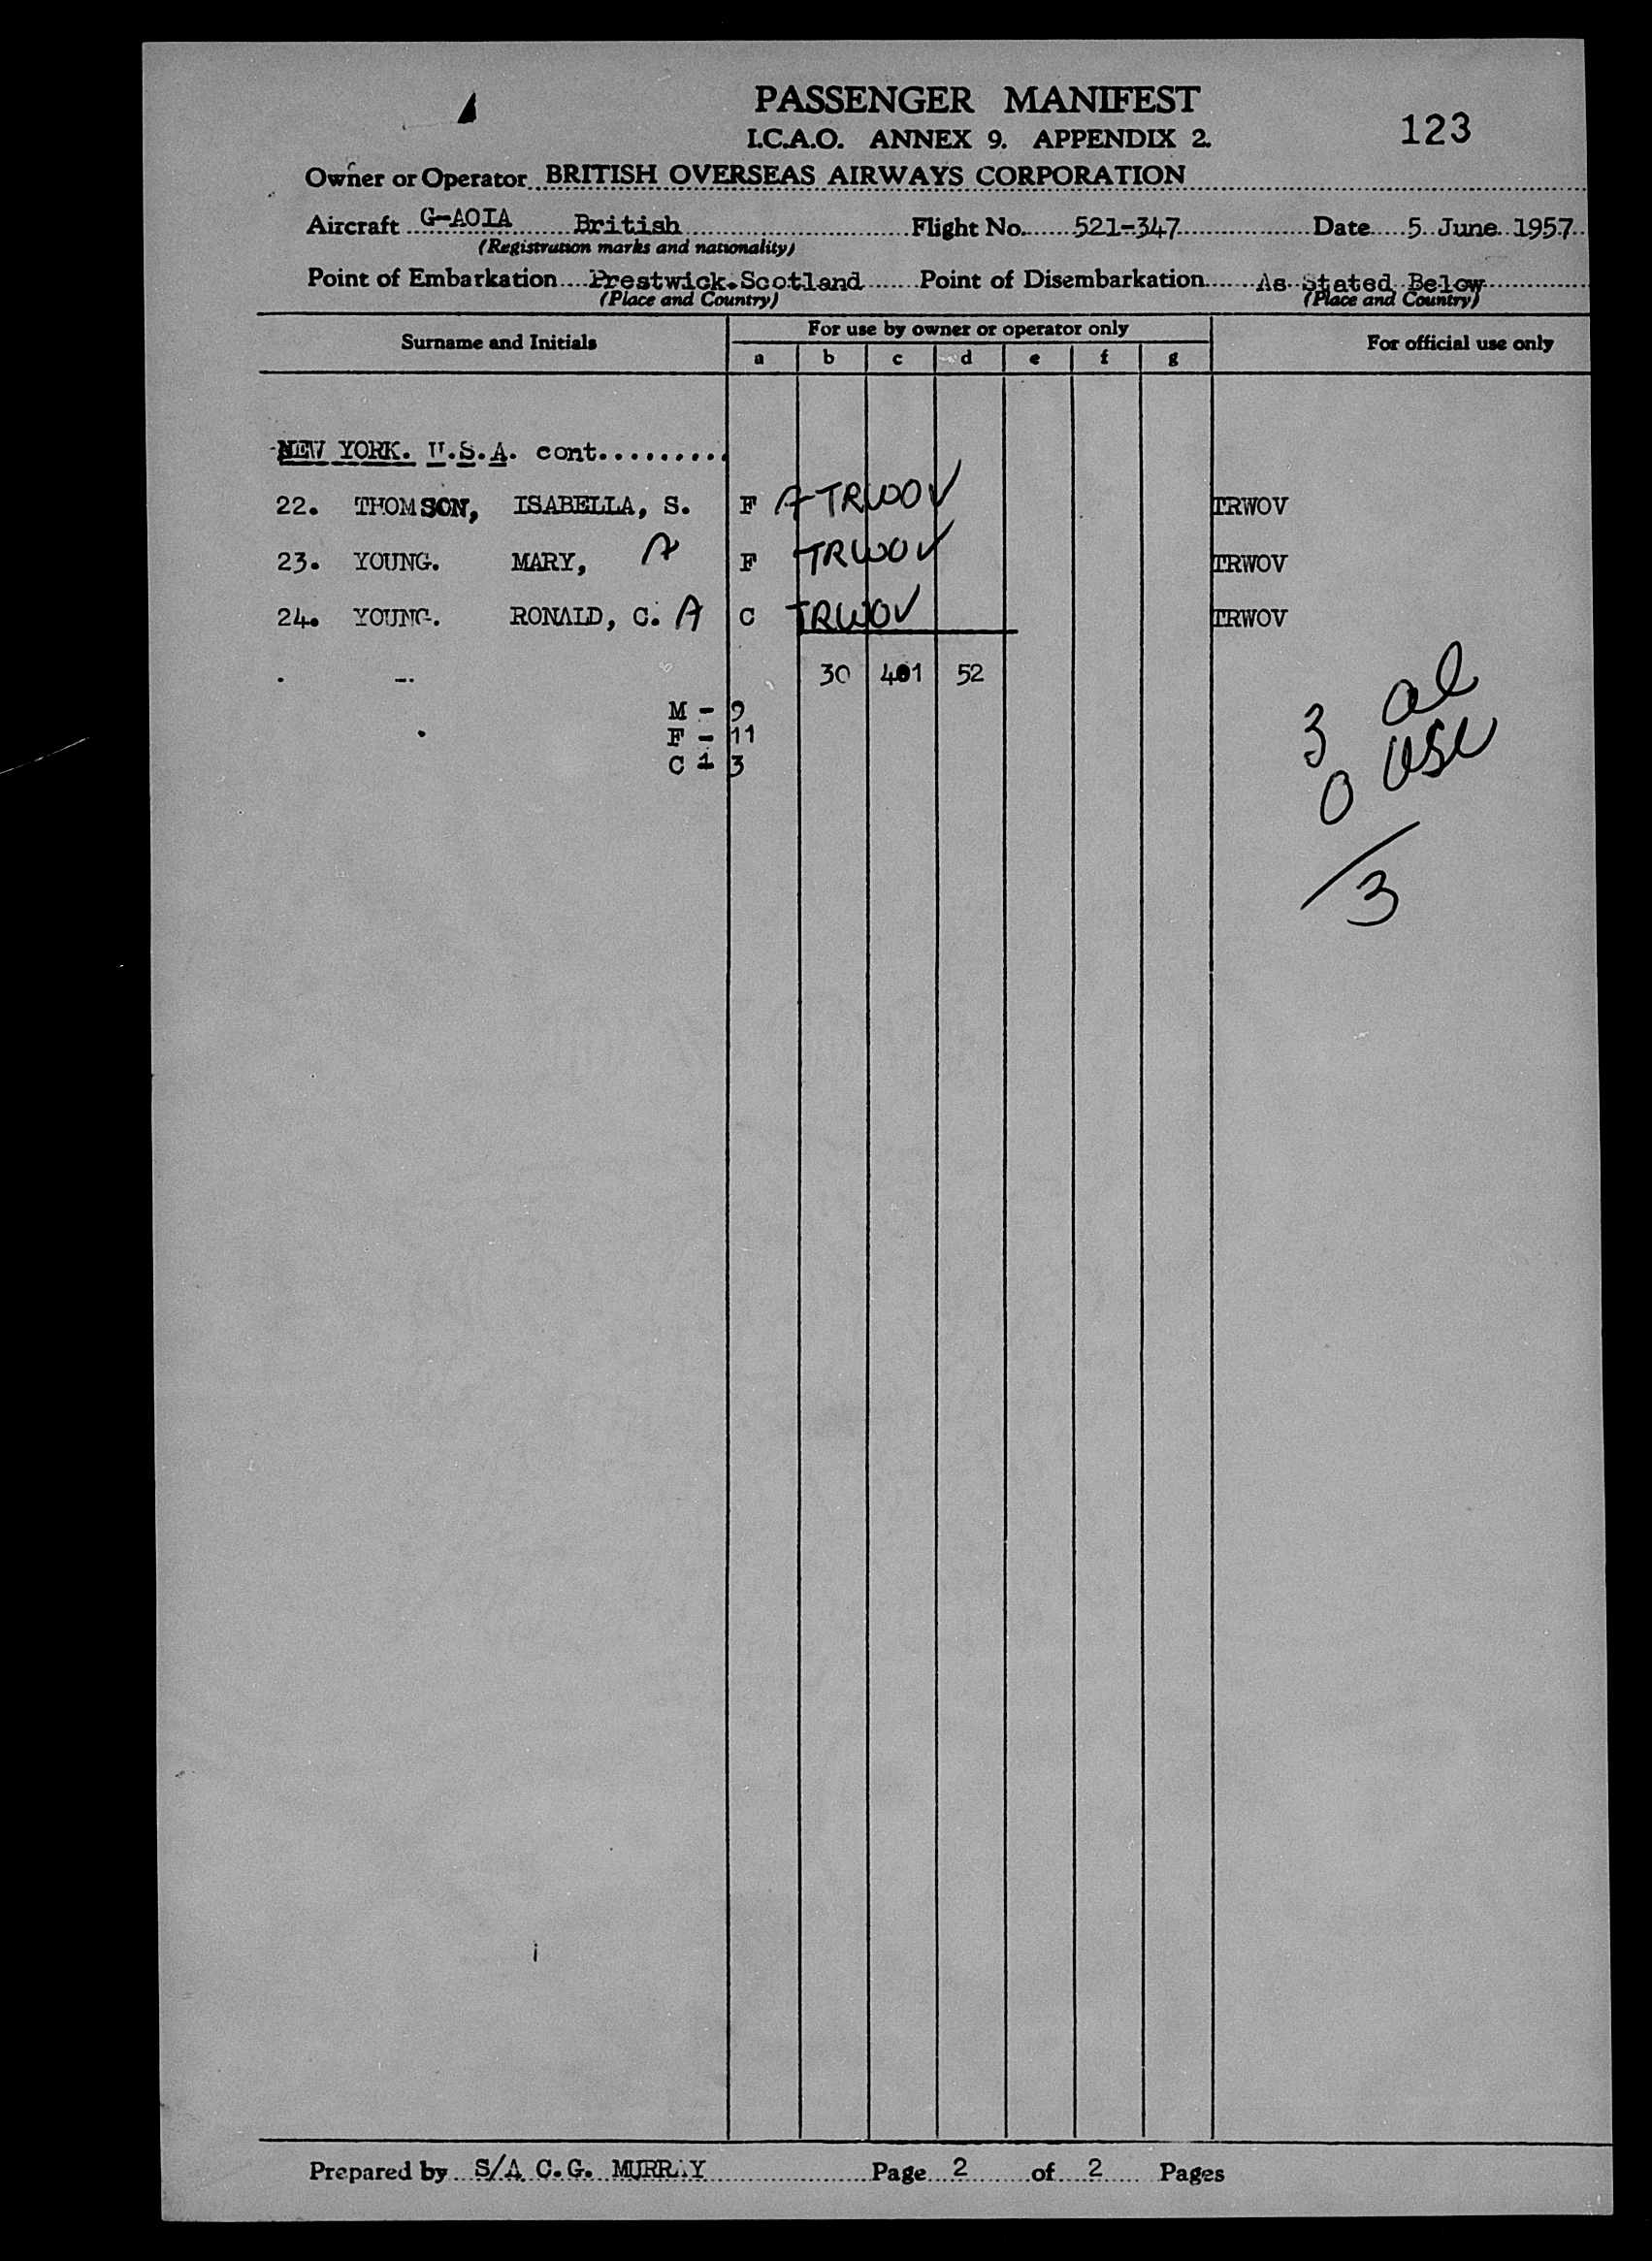 PASSENGER MANIFEST
I.C.A.O. ANNEX 9. APPENDIX 2.
123
Owner or Operator BRITISH OVERSEAS AIRWAYS CORPORATION
Aircraft G-AOIA British Flight No. 521-347 Date 5 June 1957
(Registration marks and nationality)
Point of Embarkation Prestwick.Scotland Point of Disembarkation As Stated Below
(Place and Country) (Place and Country)
Surname and Initials For use by owner or operator only For official use only
a b c d e f g
NEW YORK. U.S.A. cont.........
22. THOMSON, ISABELLA, S. F A TRWOV TRWOV
23. YOUNG. MARY, A F TRWOV TRWOV
24. YOUNG. RONALD, C. A C TRWOV TRWOV
30 401 52
M - 9
F - 11
C - 3
3 al
0 usc
3
Prepared by S/A C.G. MURRAY Page 2 of 2 Pages